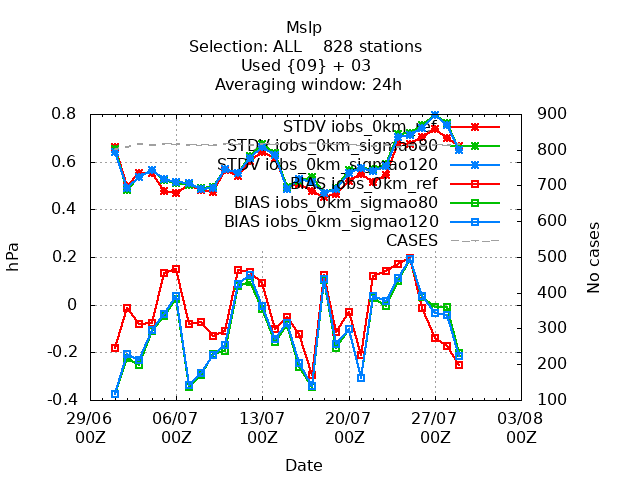 Mslp
Selection: ALL    828 stations
Used {09} + 03
Averaging window: 24h
0.8
0.6
0.4
0.2
0
-0.2
-0.4
hPa
900
800
700
600
500
400
300
200
100
No cases
STDV iobs_0km_ref
STDV iobs_0km_sigmao80
STDV iobs_0km_sigmao120
BIAS iobs_0km_ref
BIAS iobs_0km_sigmao80
BIAS iobs_0km_sigmao120
CASES
29/06 06/07 13/07 20/07 27/07 03/08
00Z 00Z 00Z 00Z 00Z 00Z
Date